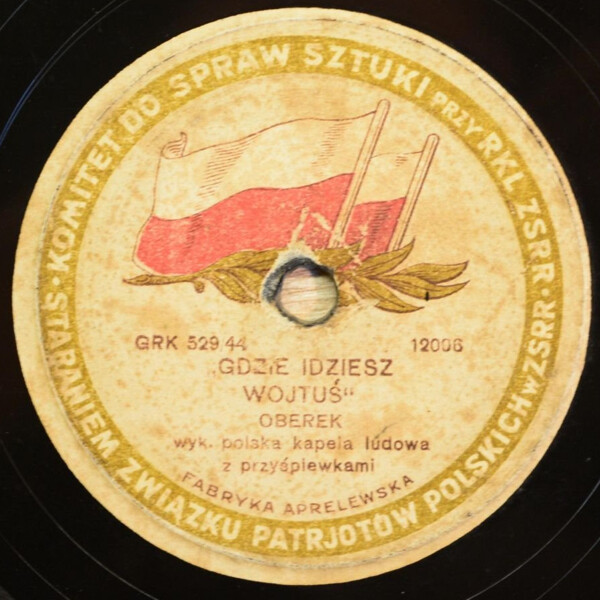 KOMITET DO SPRAW SZTUKI PRZY RKL ZSRR
STARANIEM ZWIĄZKU PATRJOTÓW POLSKICH W ZSRR
GRK 529/44 12006
„GDZIE IDZIESZ
WOJTUŚ“
OBEREK
wyk. polska kapela ludowa
z przyśpiewkami
FABRYKA APRELEWSKA